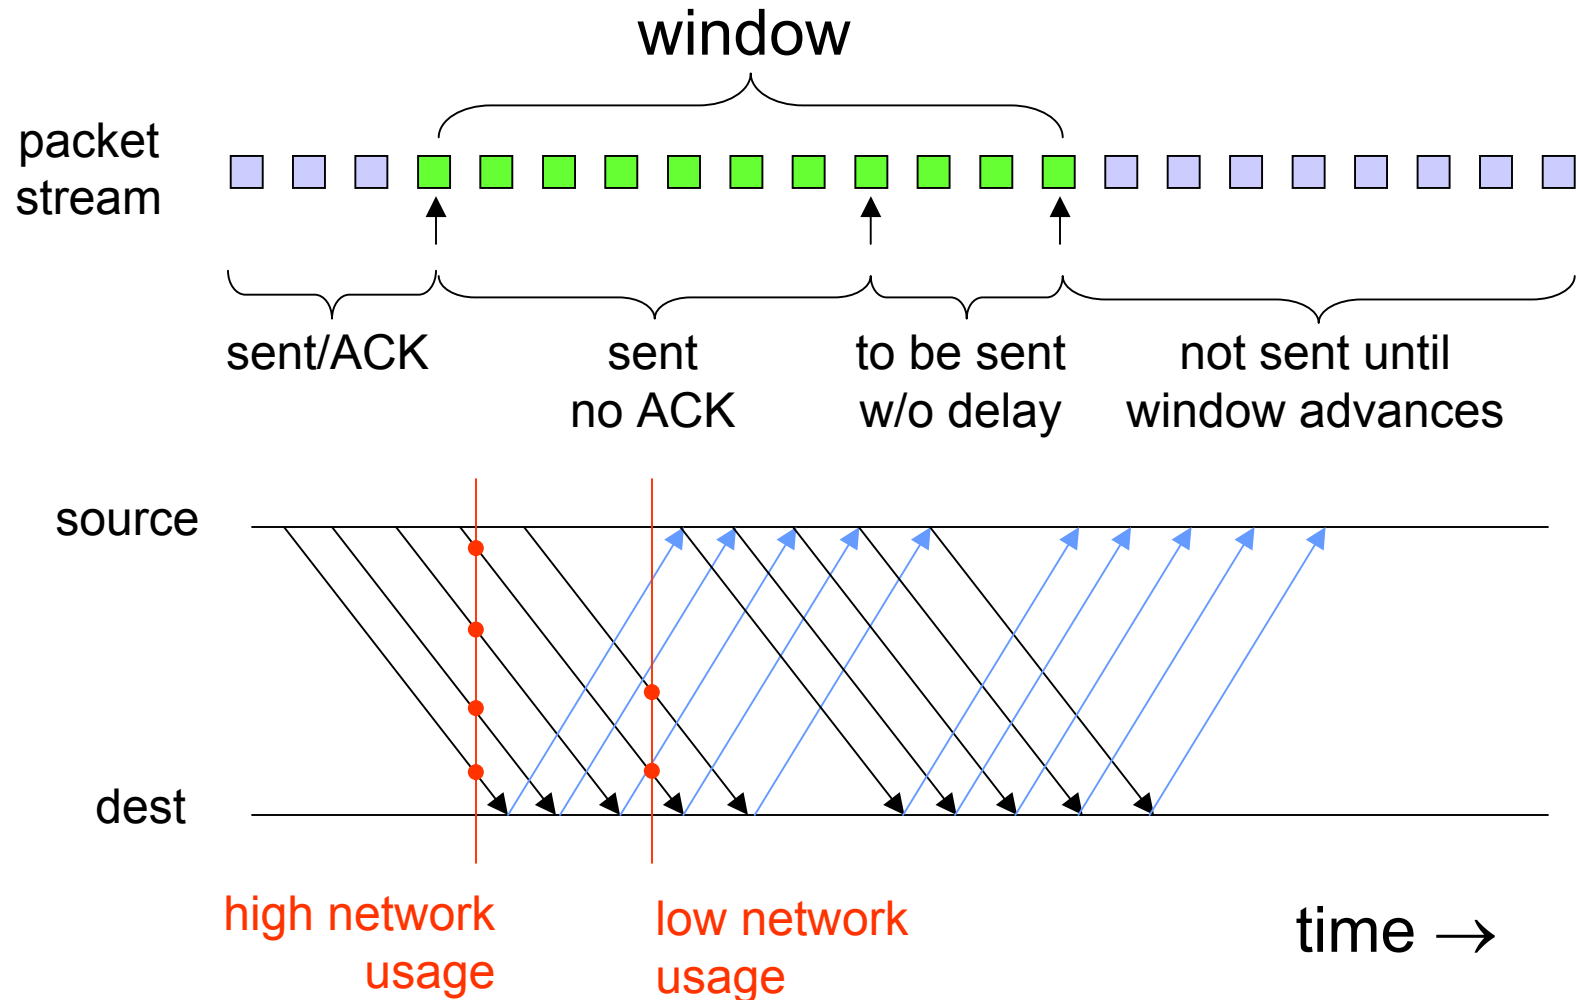 window
packet
stream
sent/ACK
sent
no ACK
to be sent
w/o delay
not sent until
window advances
source
dest
high network
usage
low network
usage
time →